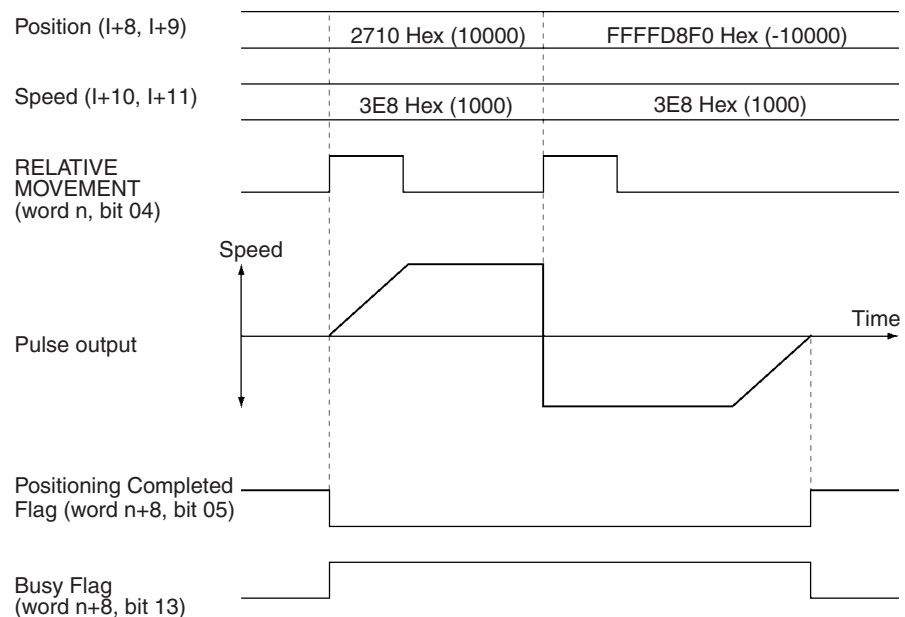 Position (I+8, I+9)
2710 Hex (10000)
FFFFD8F0 Hex (-10000)
Speed (I+10, I+11)
3E8 Hex (1000)
3E8 Hex (1000)
RELATIVE
MOVEMENT
(word n, bit 04)
Speed
Time
Pulse output
Positioning Completed
Flag (word n+8, bit 05)
Busy Flag
(word n+8, bit 13)